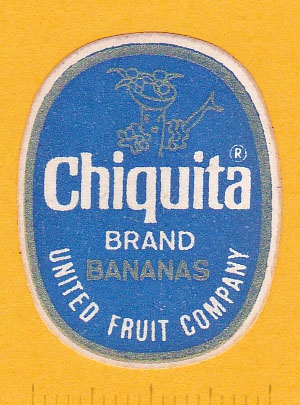 Chiquita ®
BRAND
BANANAS
UNITED FRUIT COMPANY